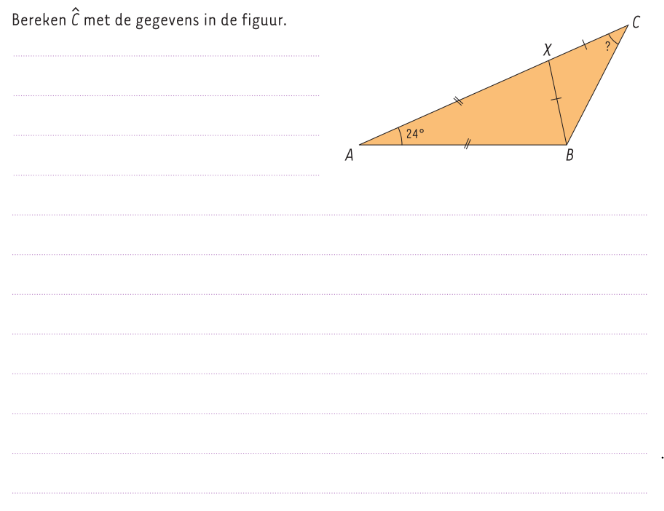 Bereken Ĉ met de gegevens in de figuur.
C
X
?
24°
A
B
.